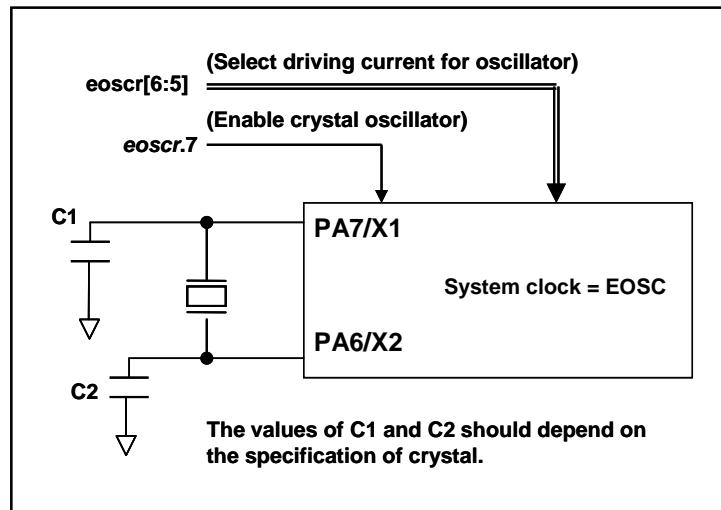 (Select driving current for oscillator)
eoscr[6:5]
(Enable crystal oscillator)
eoscr.7
C1
PA7/X1
System clock = EOSC
PA6/X2
C2
The values of C1 and C2 should depend on
the specification of crystal.